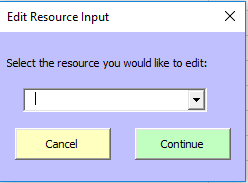 Edit Resource Input
Select the resource you would like to edit:
Cancel
Continue